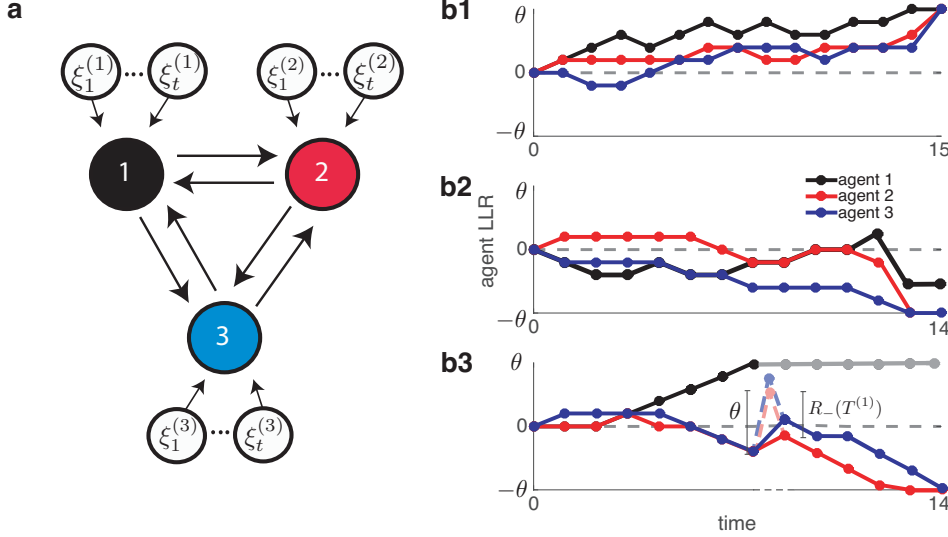 a
ξ₁⁽¹⁾ ... ξₜ⁽¹⁾
ξ₁⁽²⁾ ... ξₜ⁽²⁾
1
2
3
ξ₁⁽³⁾ ... ξₜ⁽³⁾
b1
θ
0
−θ
0
15
b2
θ
0
−θ
agent LLR
agent 1
agent 2
agent 3
0
14
b3
θ
0
−θ
θ
R₋(T⁽¹⁾)
0
14
time